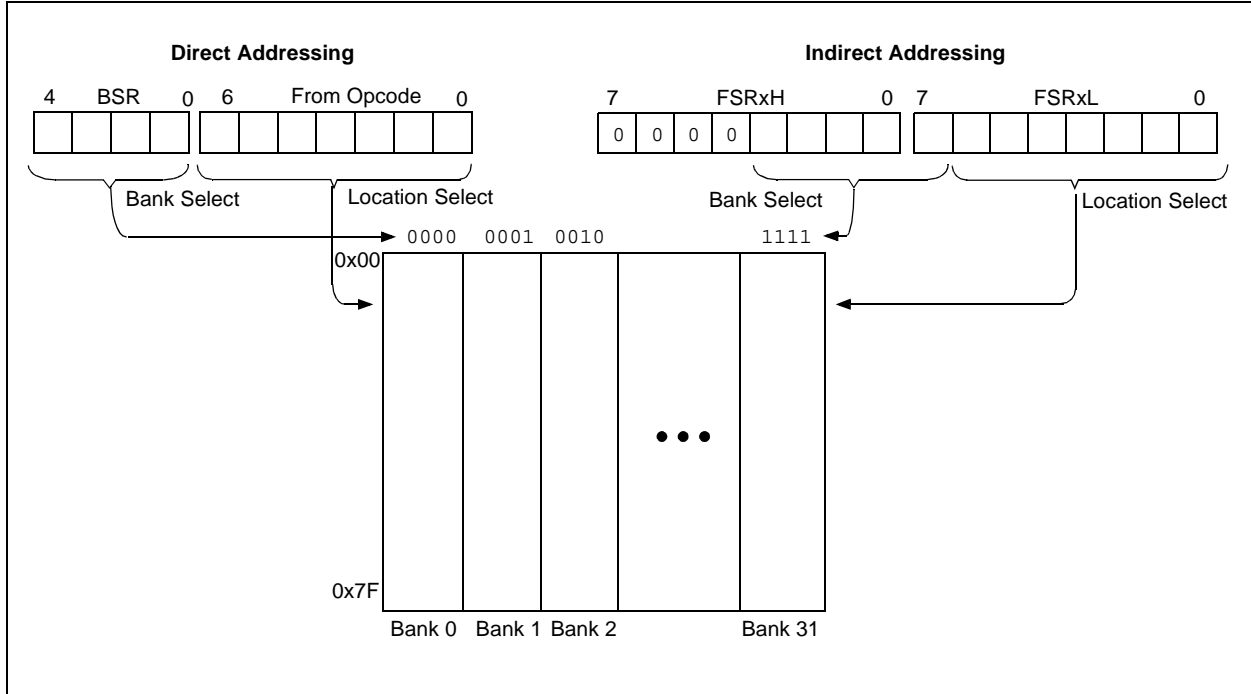 Direct Addressing
Indirect Addressing
4 BSR 0 6 From Opcode 0
7 FSRxH 0 7 FSRxL 0
0 0 0 0
Bank Select
Location Select
Bank Select
Location Select
0000 0001 0010 1111
0x00
0x7F
Bank 0 Bank 1 Bank 2 Bank 31